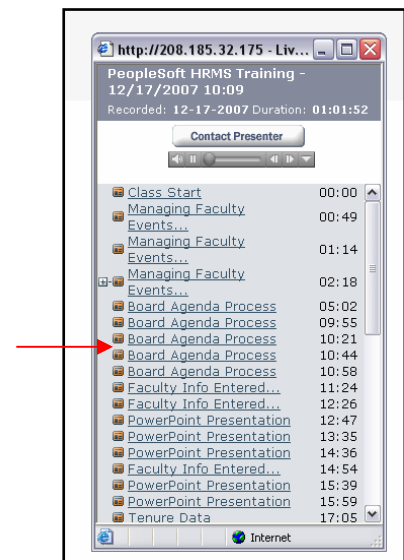 http://208.185.32.175 - Liv...
PeopleSoft HRMS Training -
12/17/2007 10:09
Recorded: 12-17-2007 Duration: 01:01:52
Contact Presenter
Class Start 00:00
Managing Faculty
Events... 00:49
Managing Faculty
Events... 01:14
Managing Faculty
Events... 02:18
Board Agenda Process 05:02
Board Agenda Process 09:55
Board Agenda Process 10:21
Board Agenda Process 10:44
Board Agenda Process 10:58
Faculty Info Entered... 11:24
Faculty Info Entered... 12:26
PowerPoint Presentation 12:47
PowerPoint Presentation 13:35
PowerPoint Presentation 14:36
Faculty Info Entered... 14:54
PowerPoint Presentation 15:39
PowerPoint Presentation 15:59
Tenure Data 17:05
Internet